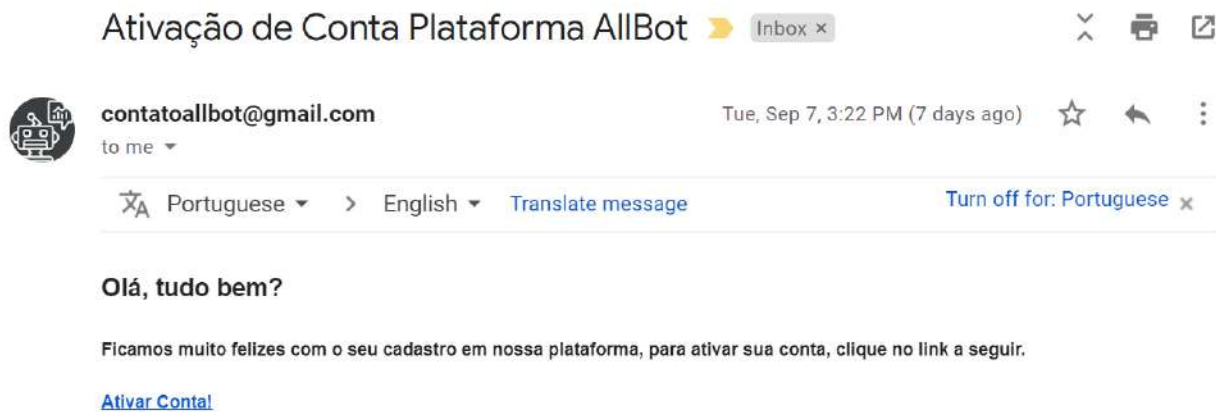 Ativação de Conta Plataforma AllBot Inbox ×
contatoallbot@gmail.com Tue, Sep 7, 3:22 PM (7 days ago)
to me
Portuguese > English Translate message Turn off for: Portuguese ×
Olá, tudo bem?
Ficamos muito felizes com o seu cadastro em nossa plataforma, para ativar sua conta, clique no link a seguir.
Ativar Conta!